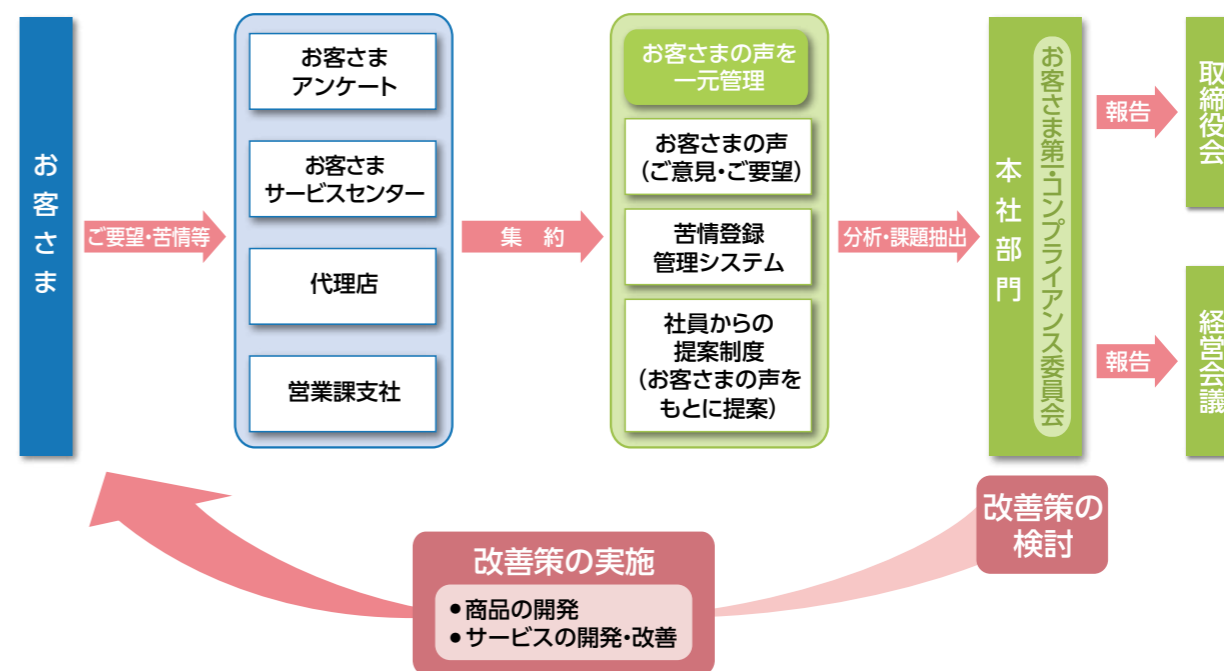 お客さま
ご要望・苦情等
お客さま
アンケート
お客さま
サービスセンター
代理店
営業課支社
集　約
お客さまの声を
一元管理
お客さまの声
（ご意見・ご要望）
苦情登録
管理システム
社員からの
提案制度
（お客さまの声を
もとに提案）
分析・課題抽出
本社部門
お客さま第一・コンプライアンス委員会
報告
取締役会
報告
経営会議
改善策の
検討
改善策の実施
●商品の開発
●サービスの開発・改善